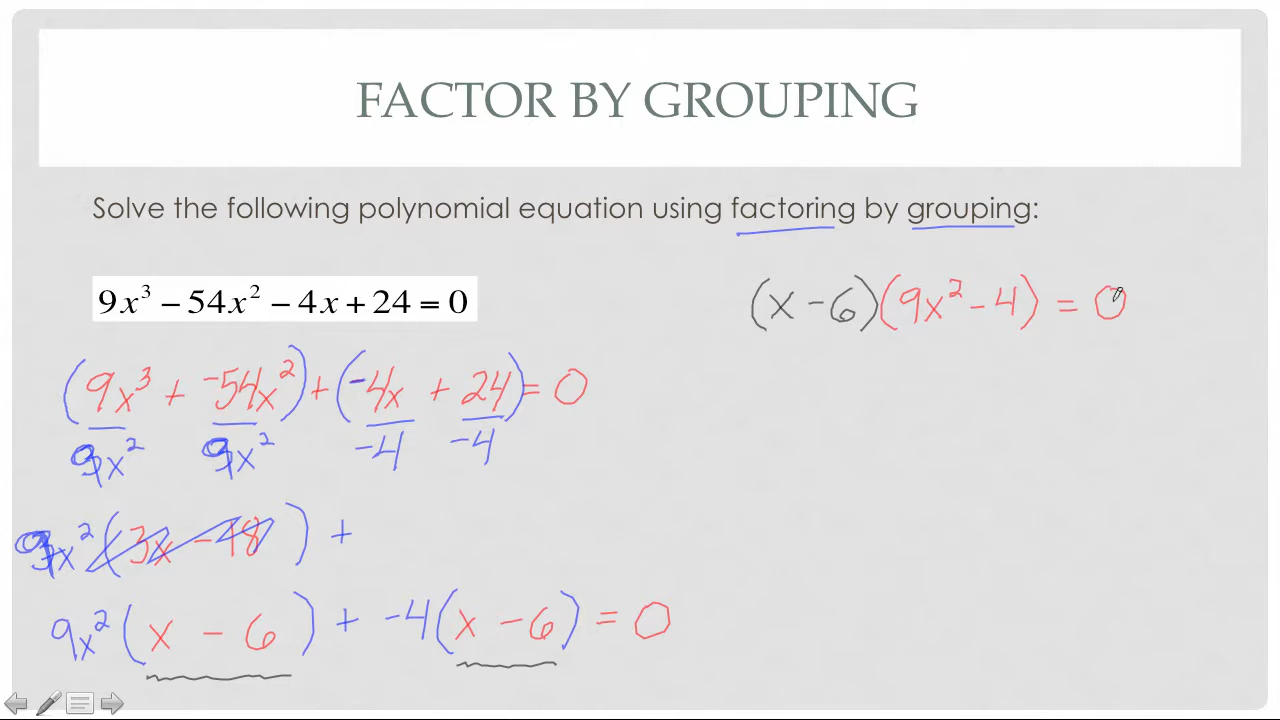 FACTOR BY GROUPING
Solve the following polynomial equation using factoring by grouping:
9x³ − 54x² − 4x + 24 = 0
(x − 6)(9x² − 4) = 0
(9x³ + −54x²) + (−4x + 24) = 0
9x² 9x² −4 −4
9x² (3x − 18) +
9x² (x − 6) + −4(x − 6) = 0